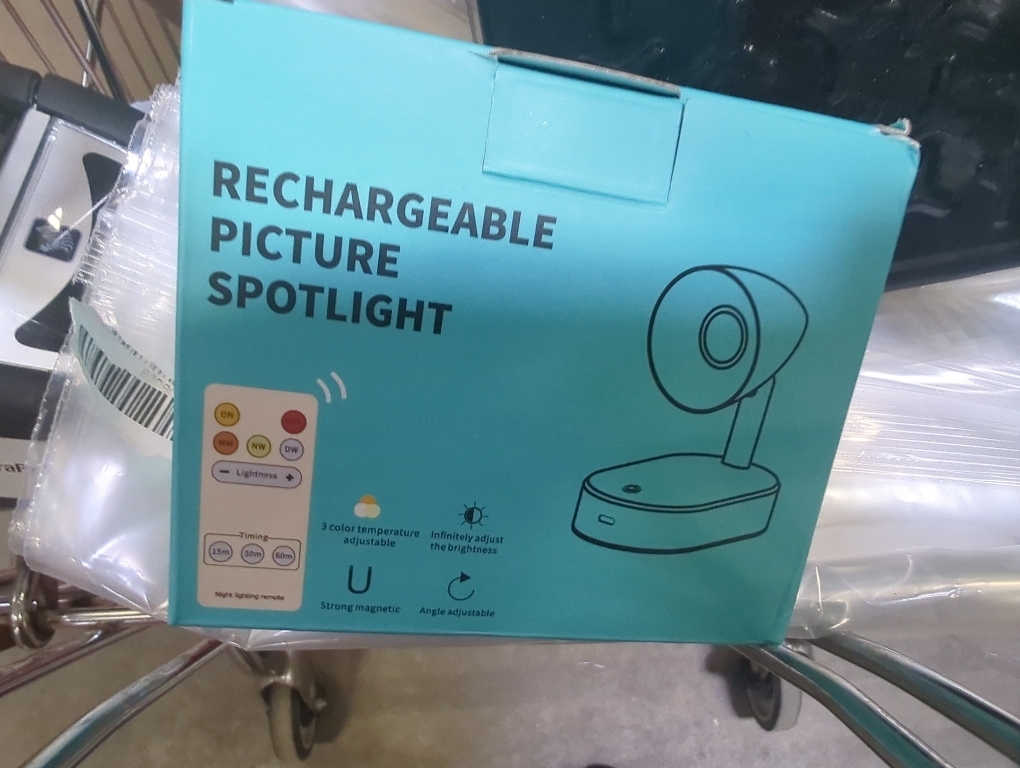 RECHARGEABLE
PICTURE
SPOTLIGHT
ON
WW
NW
DW
- Lightness +
Timing
15m
30m
60m
Night lighting remote
3 color temperature
adjustable
Infinitely adjust
the brightness
Strong magnetic
Angle adjustable